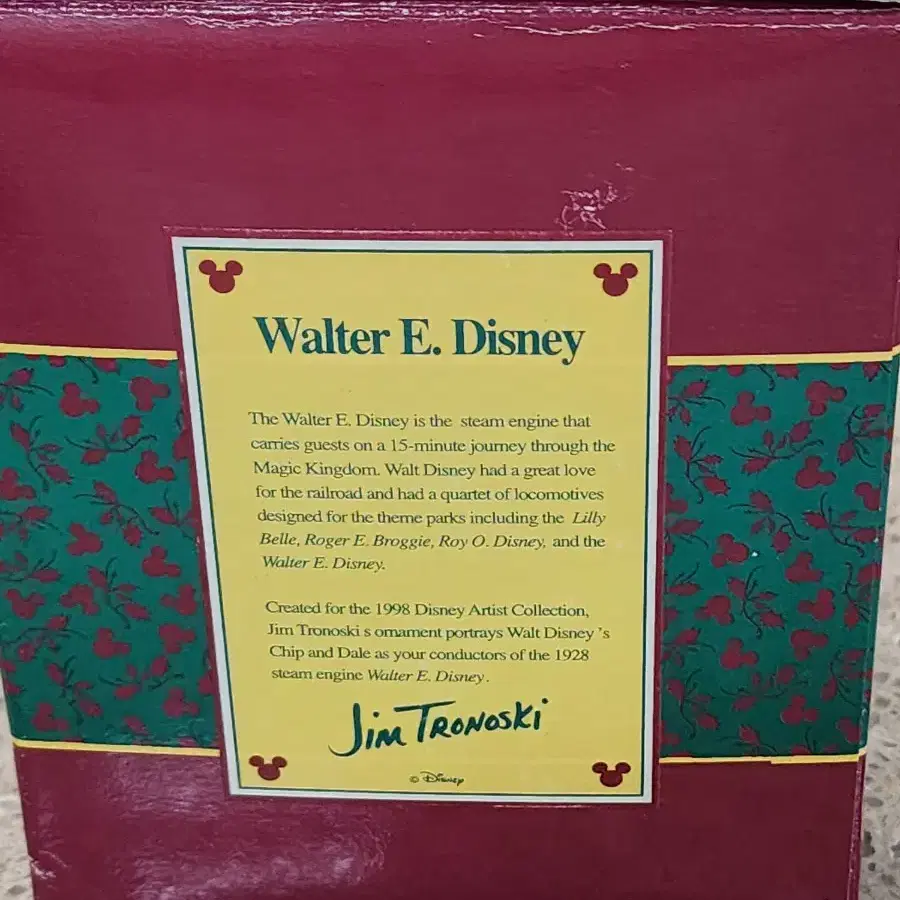 Walter E. Disney
The Walter E. Disney is the steam engine that
carries guests on a 15-minute journey through the
Magic Kingdom. Walt Disney had a great love
for the railroad and had a quartet of locomotives
designed for the theme parks including the Lilly
Belle, Roger E. Broggie, Roy O. Disney, and the
Walter E. Disney.
Created for the 1998 Disney Artist Collection,
Jim Tronoski s ornament portrays Walt Disney 's
Chip and Dale as your conductors of the 1928
steam engine Walter E. Disney.
Jim Tronoski
© Disney